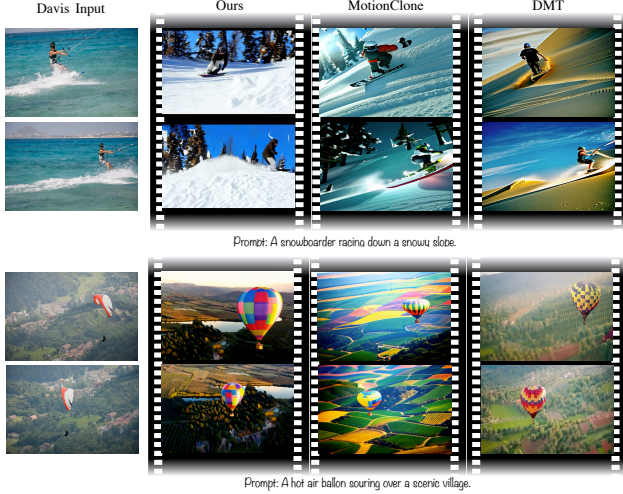 Davis Input Ours MotionClone DMT
Prompt: A snowboarder racing down a snowy slope.
Prompt: A hot air ballon souring over a scenic village.